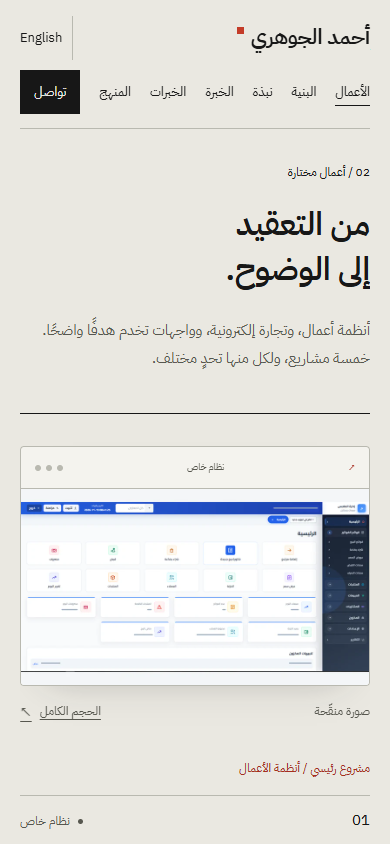 أحمد الجوهري
English
الأعمال
البنية
نبذة
الخبرة
الخبرات
المنهج
تواصل
02 / أعمال مختارة
من التعقيد
إلى الوضوح.
أنظمة أعمال، وتجارة إلكترونية، وواجهات تخدم هدفًا واضحًا.
خمسة مشاريع، ولكل منها تحدٍ مختلف.
نظام خاص
الرئيسية
صورة منقّحة
الحجم الكامل
مشروع رئيسي / أنظمة الأعمال
01
نظام خاص